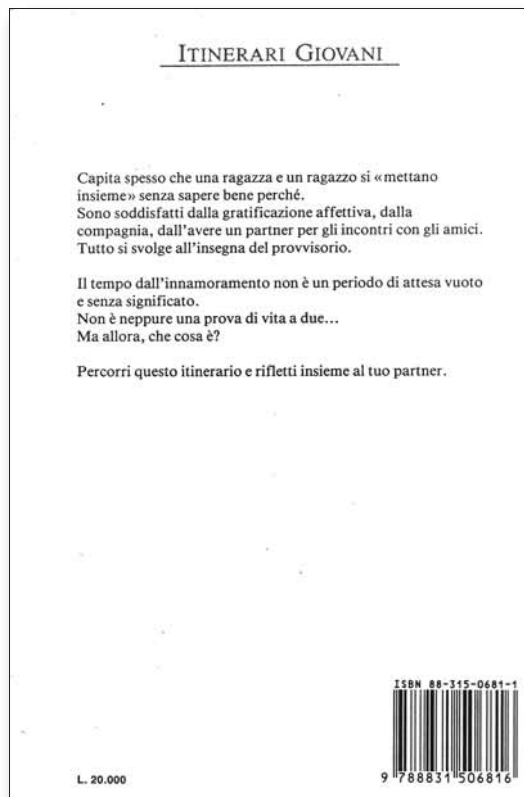 ITINERARI GIOVANI
Capita spesso che una ragazza e un ragazzo si «mettano
insieme» senza sapere bene perché.
Sono soddisfatti dalla gratificazione affettiva, dalla
compagnia, dall'avere un partner per gli incontri con gli amici.
Tutto si svolge all'insegna del provvisorio.
Il tempo dall'innamoramento non è un periodo di attesa vuoto
e senza significato.
Non è neppure una prova di vita a due...
Ma allora, che cosa è?
Percorri questo itinerario e rifletti insieme al tuo partner.
ISBN 88-315-0681-1
L. 20.000
9 788831 506816